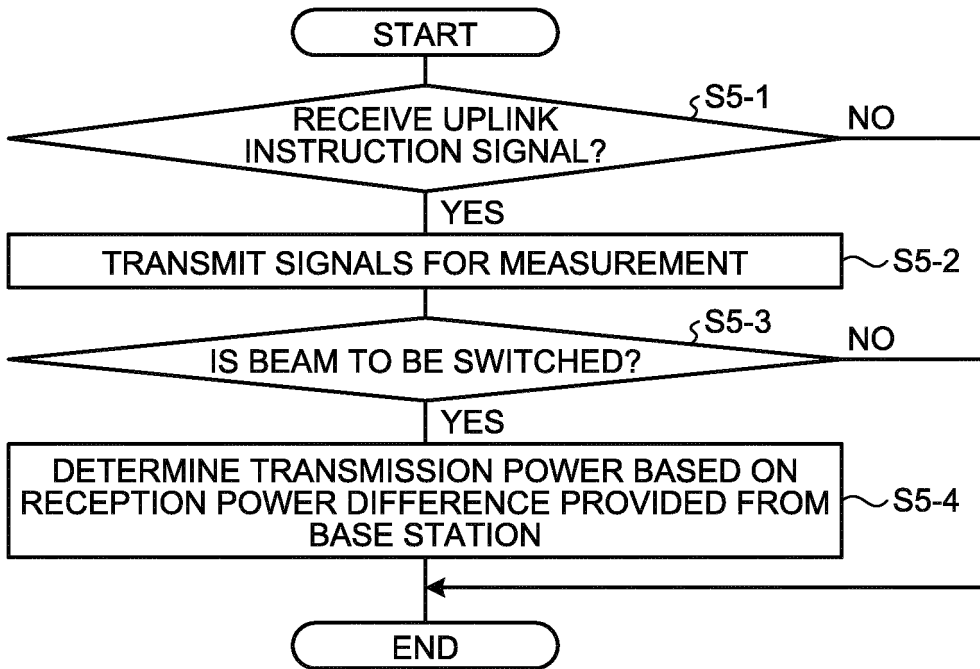 START
S5-1
RECEIVE UPLINK
INSTRUCTION SIGNAL?
NO
YES
TRANSMIT SIGNALS FOR MEASUREMENT
S5-2
S5-3
IS BEAM TO BE SWITCHED?
NO
YES
DETERMINE TRANSMISSION POWER BASED ON
RECEPTION POWER DIFFERENCE PROVIDED FROM
BASE STATION
S5-4
END